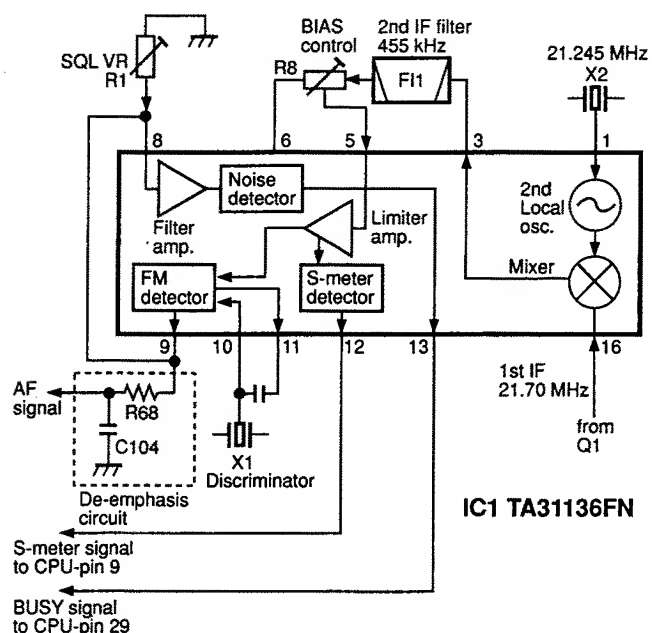 BIAS
control
2nd IF filter
455 kHz
21.245 MHz
X2
SQL VR
R1
R8
FI1
8
6
5
3
1
Noise
detector
Filter
amp.
Limiter
amp.
2nd
Local
osc.
Mixer
FM
detector
S-meter
detector
9
10
11
12
13
16
AF
signal
R68
C104
1st IF
21.70 MHz
from
Q1
X1
Discriminator
De-emphasis
circuit
IC1 TA31136FN
S-meter signal
to CPU-pin 9
BUSY signal
to CPU-pin 29